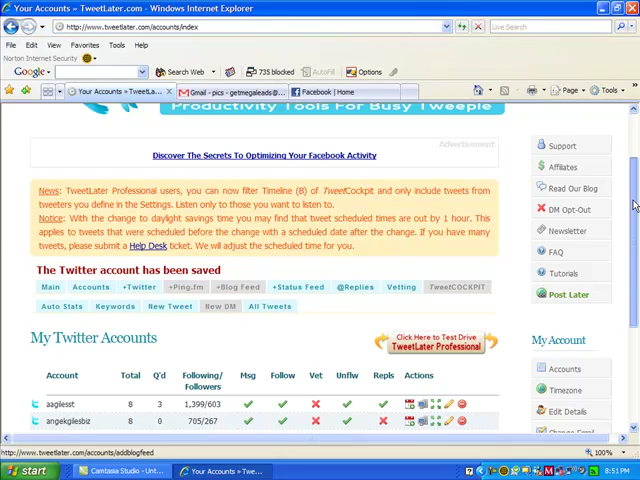 Your Accounts » TweetLater.com - Windows Internet Explorer
http://www.tweetlater.com/accounts/index
Live Search
File Edit View Favorites Tools Help
Norton Internet Security
Google Search Web 735 blocked AutoFill Options
Your Accounts » TweetLa... Gmail - pics - getmegaleads@... Facebook | Home Page Tools
Productivity Tools For Busy Tweeple
Advertisement
Discover The Secrets To Optimizing Your Facebook Activity
News: TweetLater Professional users, you can now filter Timeline (B) of TweetCockpit and only include tweets from
tweeters you define in the Settings. Listen only to those you want to listen to.
Notice: With the change to daylight savings time you may find that tweet scheduled times are out by 1 hour. This
applies to tweets that were scheduled before the change with a scheduled date after the change. If you have many
tweets, please submit a Help Desk ticket. We will adjust the scheduled time for you.
The Twitter account has been saved
Main Accounts +Twitter +Ping.fm +Blog Feed +Status Feed @Replies Vetting TweetCOCKPIT
Auto Stats Keywords New Tweet New DM All Tweets
My Twitter Accounts
Click Here to Test Drive
TweetLater Professional
Account Total Q'd Following/ Followers Msg Follow Vet Unflw Repls Actions
aagilesst 8 3 1,399/603
angekgilesbiz 8 0 705/267
Support
Affiliates
Read Our Blog
DM Opt-Out
Newsletter
FAQ
Tutorials
Post Later
My Account
Accounts
Timezone
Edit Details
Change Email
http://www.tweetlater.com/accounts/addblogfeed
100%
start Camtasia Studio - Unt... Your Accounts » Twee... 8:51 PM